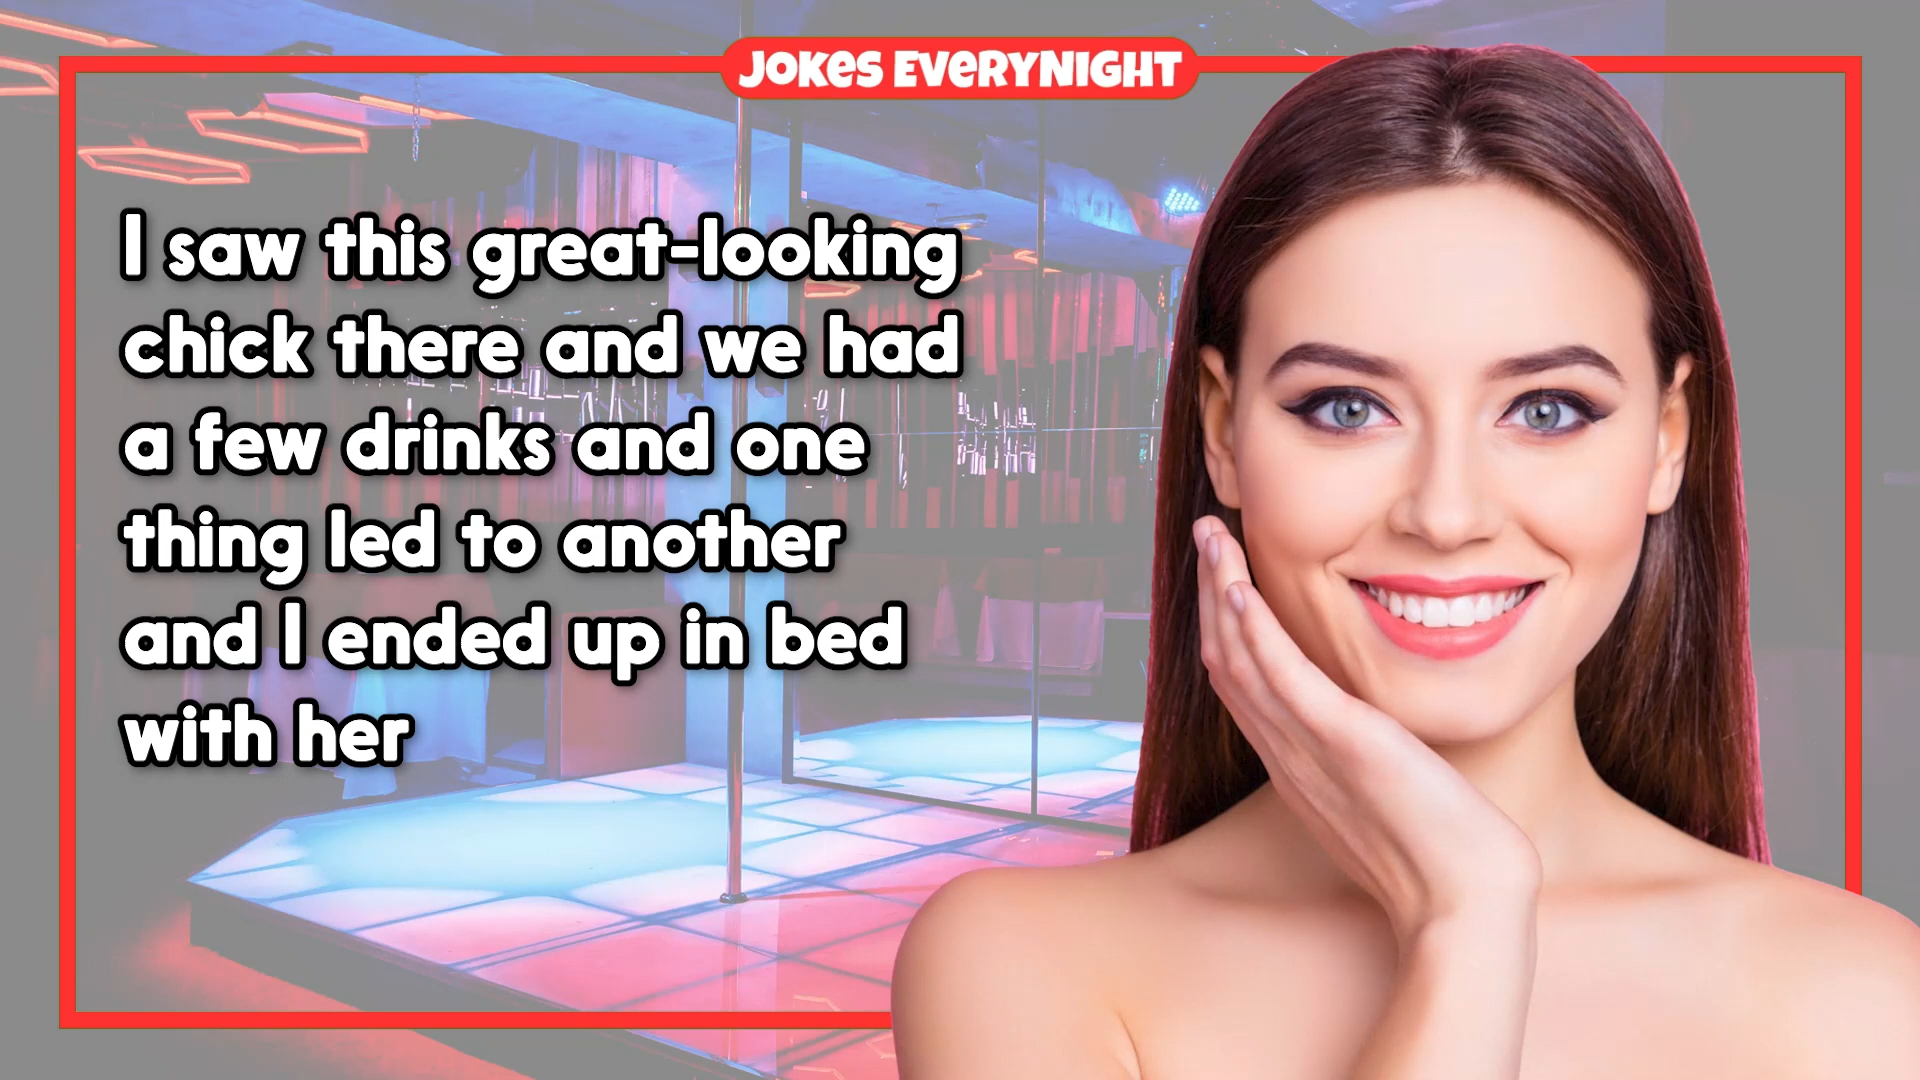 JOKES EVERYNIGHT
I saw this great-looking
chick there and we had
a few drinks and one
thing led to another
and I ended up in bed
with her